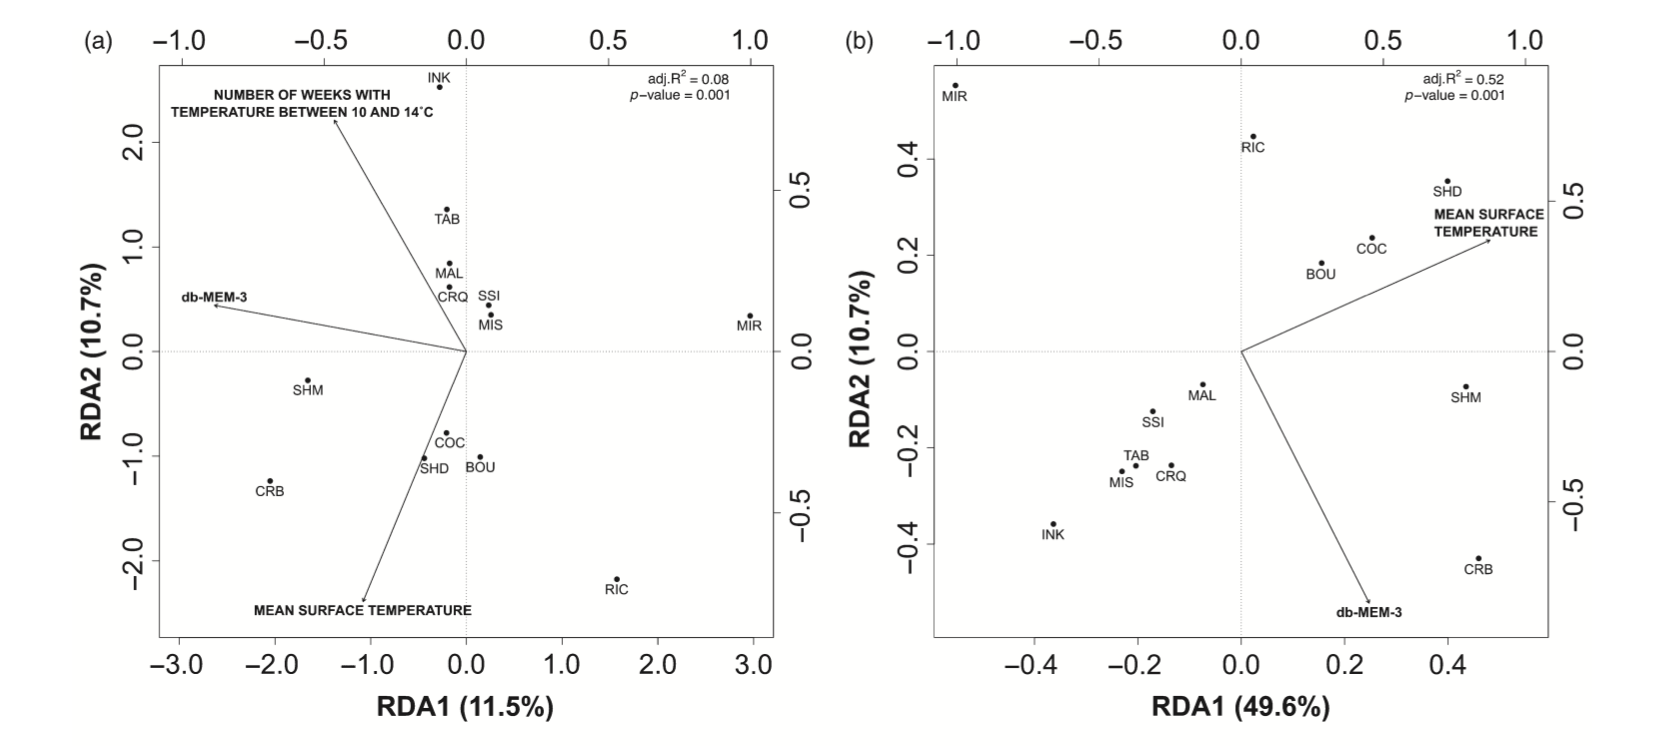 (a)
−1.0 −0.5 0.0 0.5 1.0
adj.R² = 0.08
p−value = 0.001
INK
NUMBER OF WEEKS WITH
TEMPERATURE BETWEEN 10 AND 14°C
TAB
MAL
CRQ
SSI
MIS
MIR
db-MEM-3
SHM
COC
SHD
BOU
CRB
RIC
MEAN SURFACE TEMPERATURE
2.0
1.0
0.0
−1.0
−2.0
RDA2 (10.7%)
0.5
0.0
−0.5
−3.0 −2.0 −1.0 0.0 1.0 2.0 3.0
RDA1 (11.5%)
(b)
−1.0 −0.5 0.0 0.5 1.0
adj.R² = 0.52
p−value = 0.001
MIR
RIC
SHD
MEAN SURFACE
TEMPERATURE
COC
BOU
MAL
SHM
SSI
TAB
MIS
CRQ
INK
CRB
db-MEM-3
0.4
0.2
0.0
−0.2
−0.4
RDA2 (10.7%)
0.5
0.0
−0.5
−0.4 −0.2 0.0 0.2 0.4
RDA1 (49.6%)